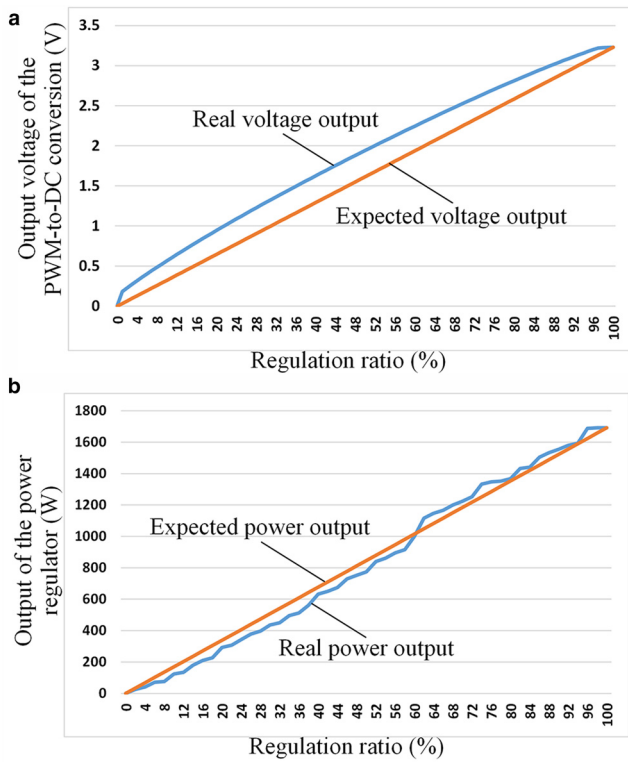 a
Output voltage of the
PWM-to-DC conversion (V)
3.5
3
2.5
2
1.5
1
0.5
0
Real voltage output
Expected voltage output
0 4 8 12 16 20 24 28 32 36 40 44 48 52 56 60 64 68 72 76 80 84 88 92 96 100
Regulation ratio (%)
b
Output of the power
regulator (W)
1800
1600
1400
1200
1000
800
600
400
200
0
Expected power output
Real power output
0 4 8 12 16 20 24 28 32 36 40 44 48 52 56 60 64 68 72 76 80 84 88 92 96 100
Regulation ratio (%)